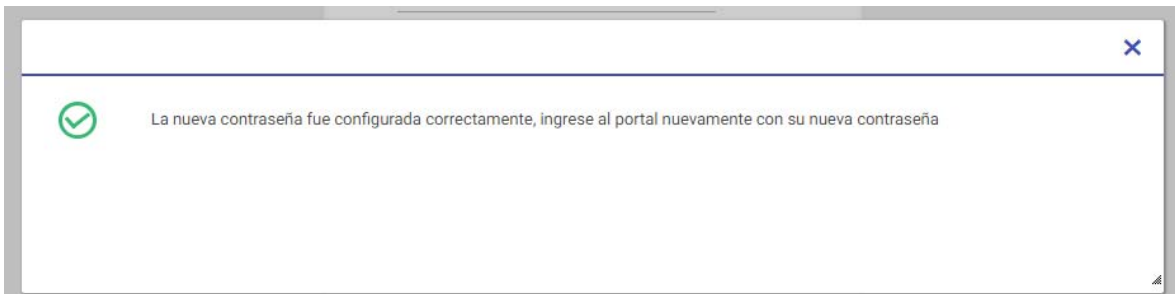 La nueva contraseña fue configurada correctamente, ingrese al portal nuevamente con su nueva contraseña